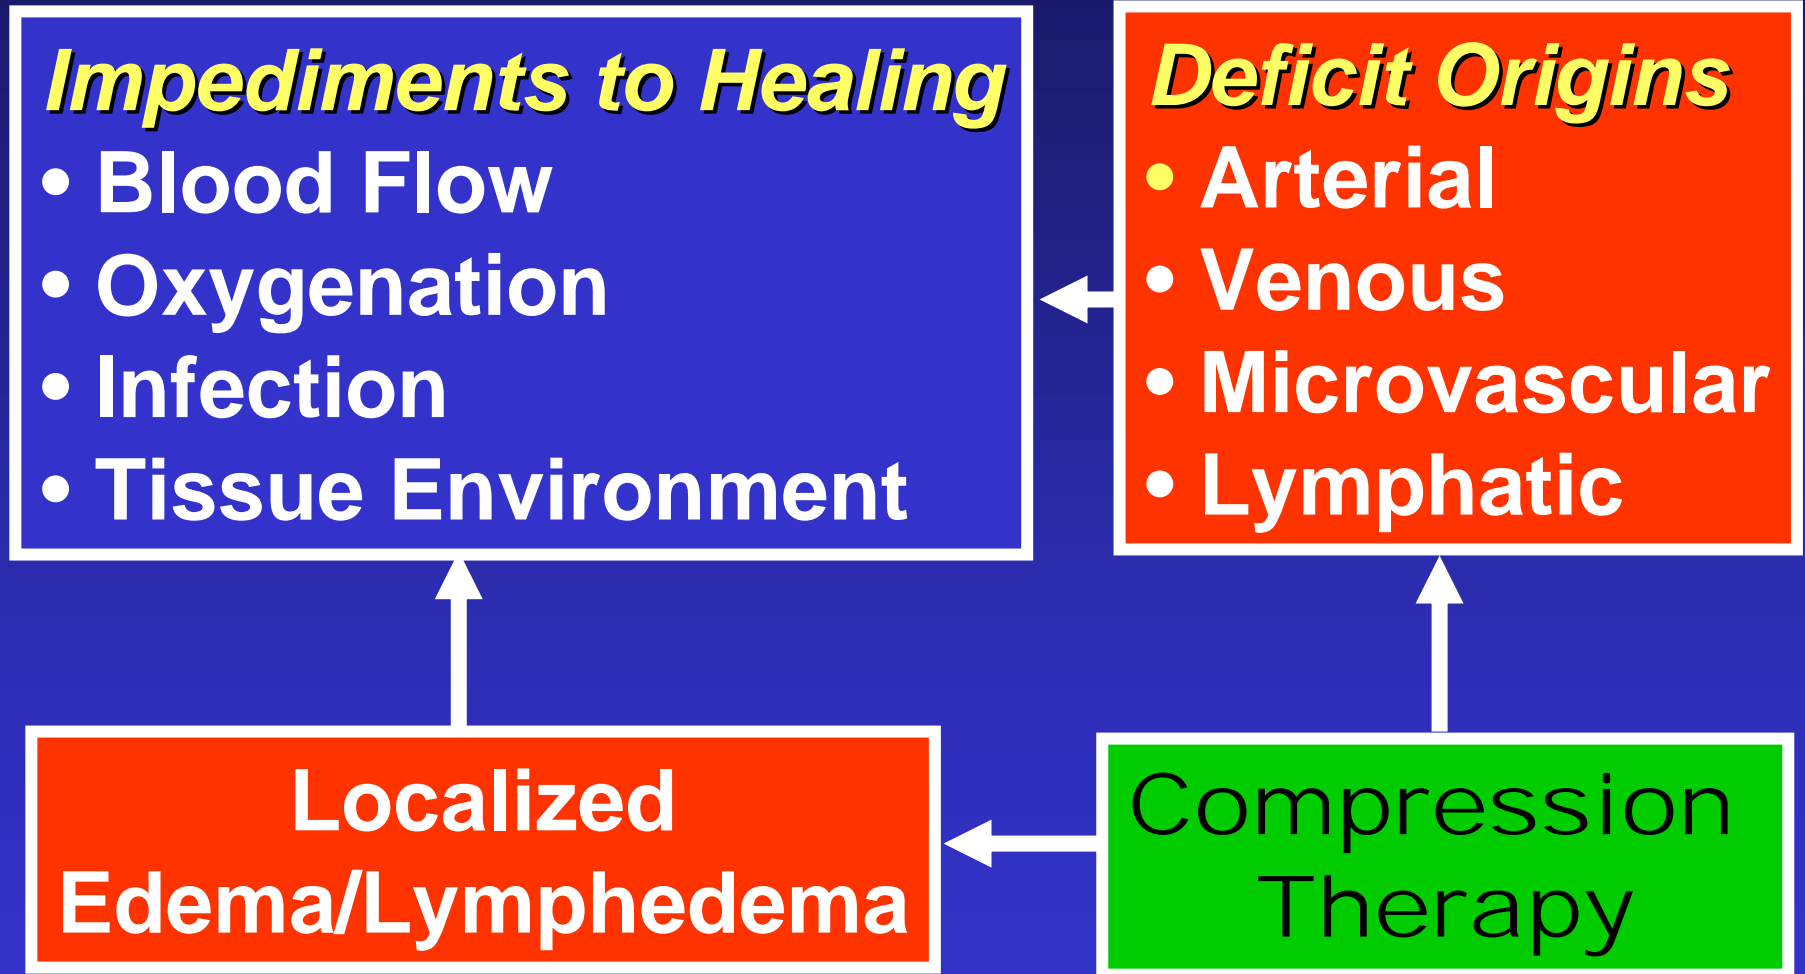 Impediments to Healing
• Blood Flow
• Oxygenation
• Infection
• Tissue Environment
Deficit Origins
• Arterial
• Venous
• Microvascular
• Lymphatic
Localized
Edema/Lymphedema
Compression
Therapy